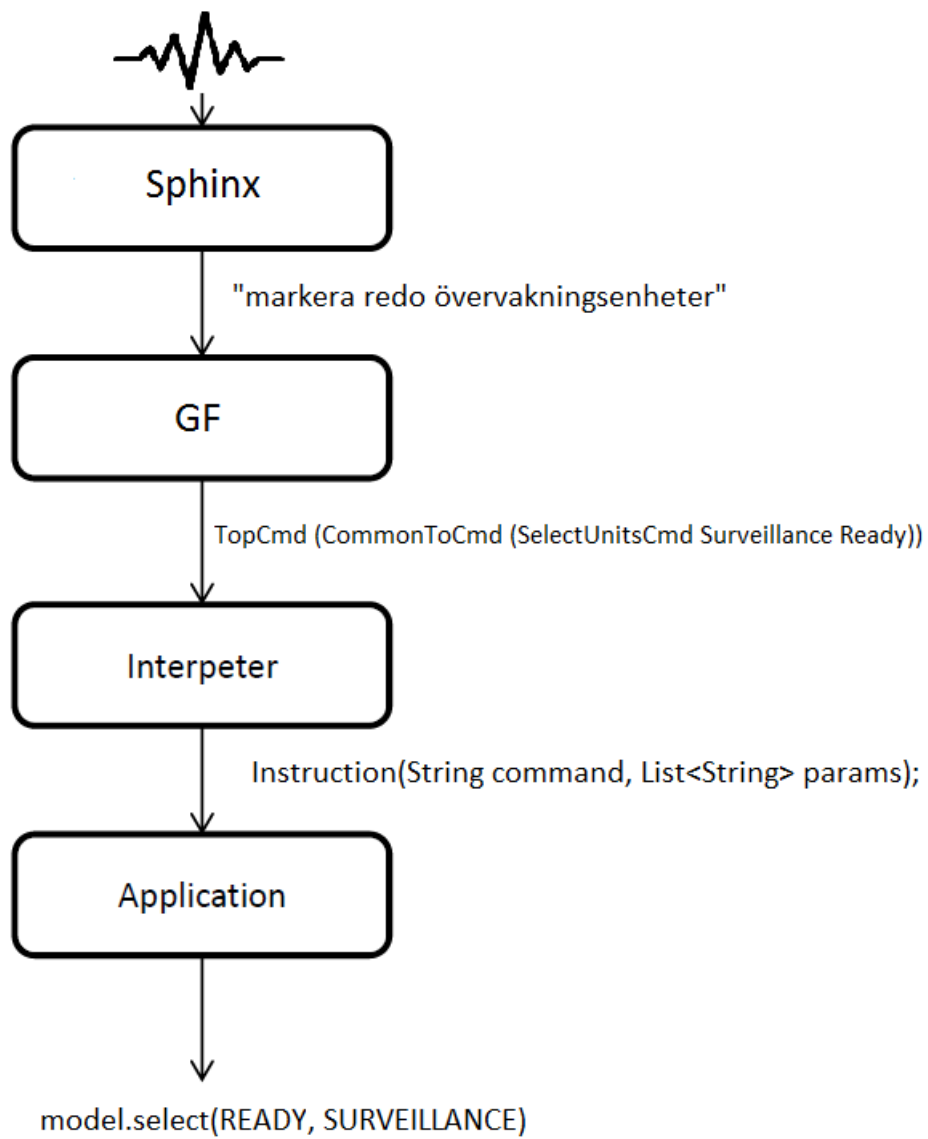 Sphinx
"markera redo övervakningsenheter"
GF
TopCmd (CommonToCmd (SelectUnitsCmd Surveillance Ready))
Interpeter
Instruction(String command, List<String> params);
Application
model.select(READY, SURVEILLANCE)